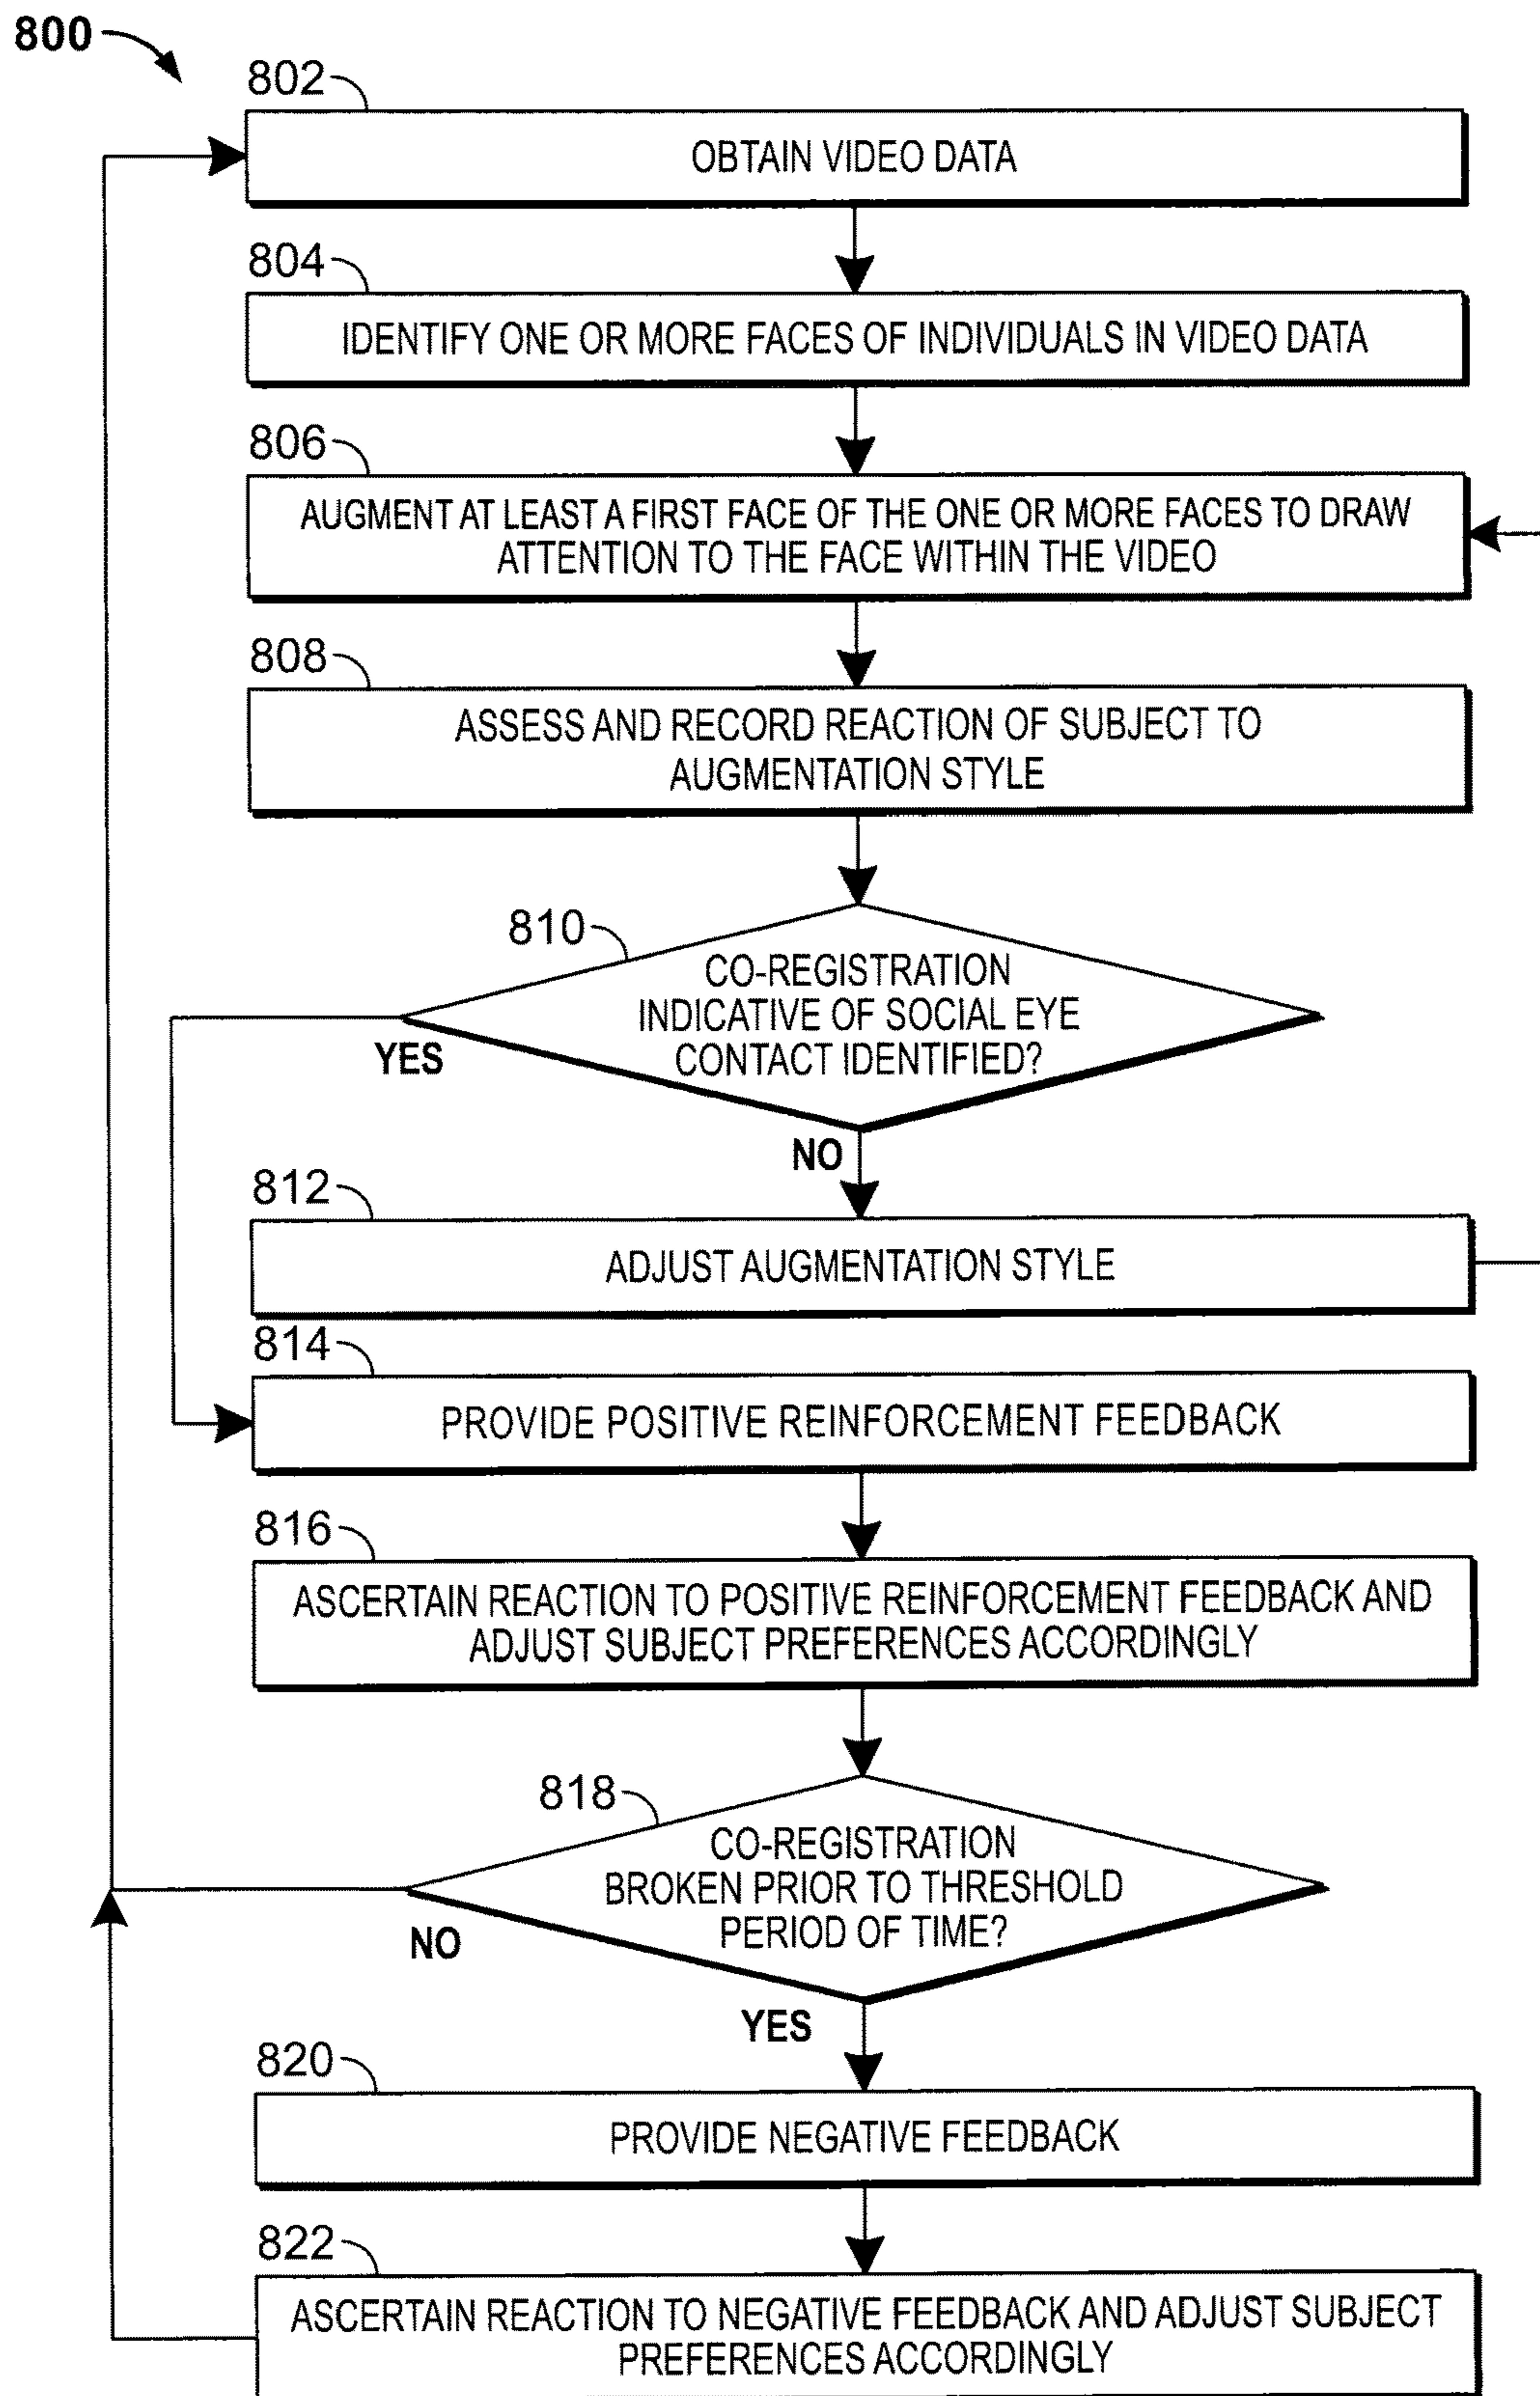 800
802
OBTAIN VIDEO DATA
804
IDENTIFY ONE OR MORE FACES OF INDIVIDUALS IN VIDEO DATA
806
AUGMENT AT LEAST A FIRST FACE OF THE ONE OR MORE FACES TO DRAW
ATTENTION TO THE FACE WITHIN THE VIDEO
808
ASSESS AND RECORD REACTION OF SUBJECT TO
AUGMENTATION STYLE
810
CO-REGISTRATION
INDICATIVE OF SOCIAL EYE
CONTACT IDENTIFIED?
YES
NO
812
ADJUST AUGMENTATION STYLE
814
PROVIDE POSITIVE REINFORCEMENT FEEDBACK
816
ASCERTAIN REACTION TO POSITIVE REINFORCEMENT FEEDBACK AND
ADJUST SUBJECT PREFERENCES ACCORDINGLY
818
CO-REGISTRATION
BROKEN PRIOR TO THRESHOLD
PERIOD OF TIME?
NO
YES
820
PROVIDE NEGATIVE FEEDBACK
822
ASCERTAIN REACTION TO NEGATIVE FEEDBACK AND ADJUST SUBJECT
PREFERENCES ACCORDINGLY